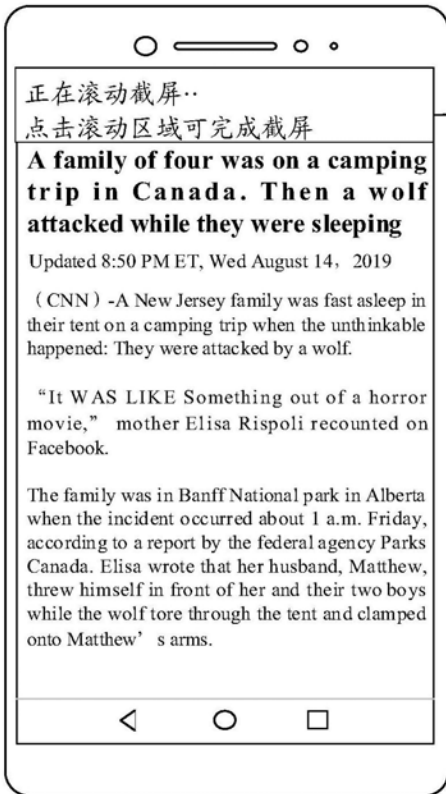 正在滚动截屏··
点击滚动区域可完成截屏
A family of four was on a camping
trip in Canada. Then a wolf
attacked while they were sleeping
Updated 8:50 PM ET, Wed August 14, 2019
（CNN）-A New Jersey family was fast asleep in
their tent on a camping trip when the unthinkable
happened: They were attacked by a wolf.
“It WAS LIKE Something out of a horror
movie,” mother Elisa Rispoli recounted on
Facebook.
The family was in Banff National park in Alberta
when the incident occurred about 1 a.m. Friday,
according to a report by the federal agency Parks
Canada. Elisa wrote that her husband, Matthew,
threw himself in front of her and their two boys
while the wolf tore through the tent and clamped
onto Matthew’ s arms.